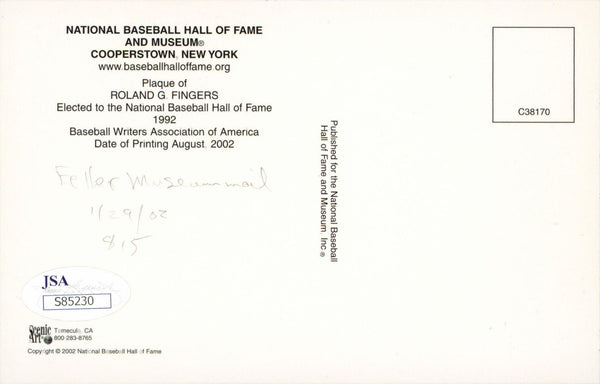 NATIONAL BASEBALL HALL OF FAME
AND MUSEUM®
COOPERSTOWN, NEW YORK
www.baseballhalloffame.org
Plaque of
ROLAND G. FINGERS
Elected to the National Baseball Hall of Fame
1992
Baseball Writers Association of America
Date of Printing August, 2002
Feller Museum mail
1/29/02
$15
JSA
S85230
Scenic
Art
Temecula, CA
800-283-8765
Copyright © 2002 National Baseball Hall of Fame
Published for the National Baseball
Hall of Fame and Museum, Inc.®
C38170